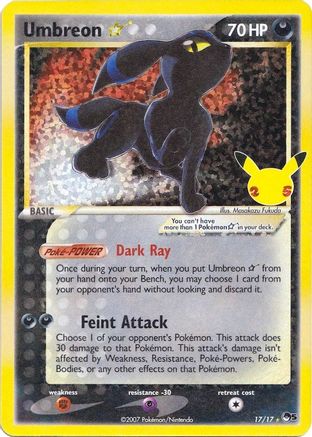 Umbreon ☆ 70 HP
25
illus. Masakazu Fukuda
BASIC
You can't have
more than 1 Pokémon☆ in your deck.
Poké-POWER Dark Ray
Once during your turn, when you put Umbreon ☆ from
your hand onto your Bench, you may choose 1 card from
your opponent's hand without looking and discard it.
Feint Attack
Choose 1 of your opponent's Pokémon. This attack does
30 damage to that Pokémon. This attack's damage isn't
affected by Weakness, Resistance, Poké-Powers, Poké-
Bodies, or any other effects on that Pokémon.
weakness resistance -30 retreat cost
©2007 Pokémon/Nintendo 17/17 ★ 5